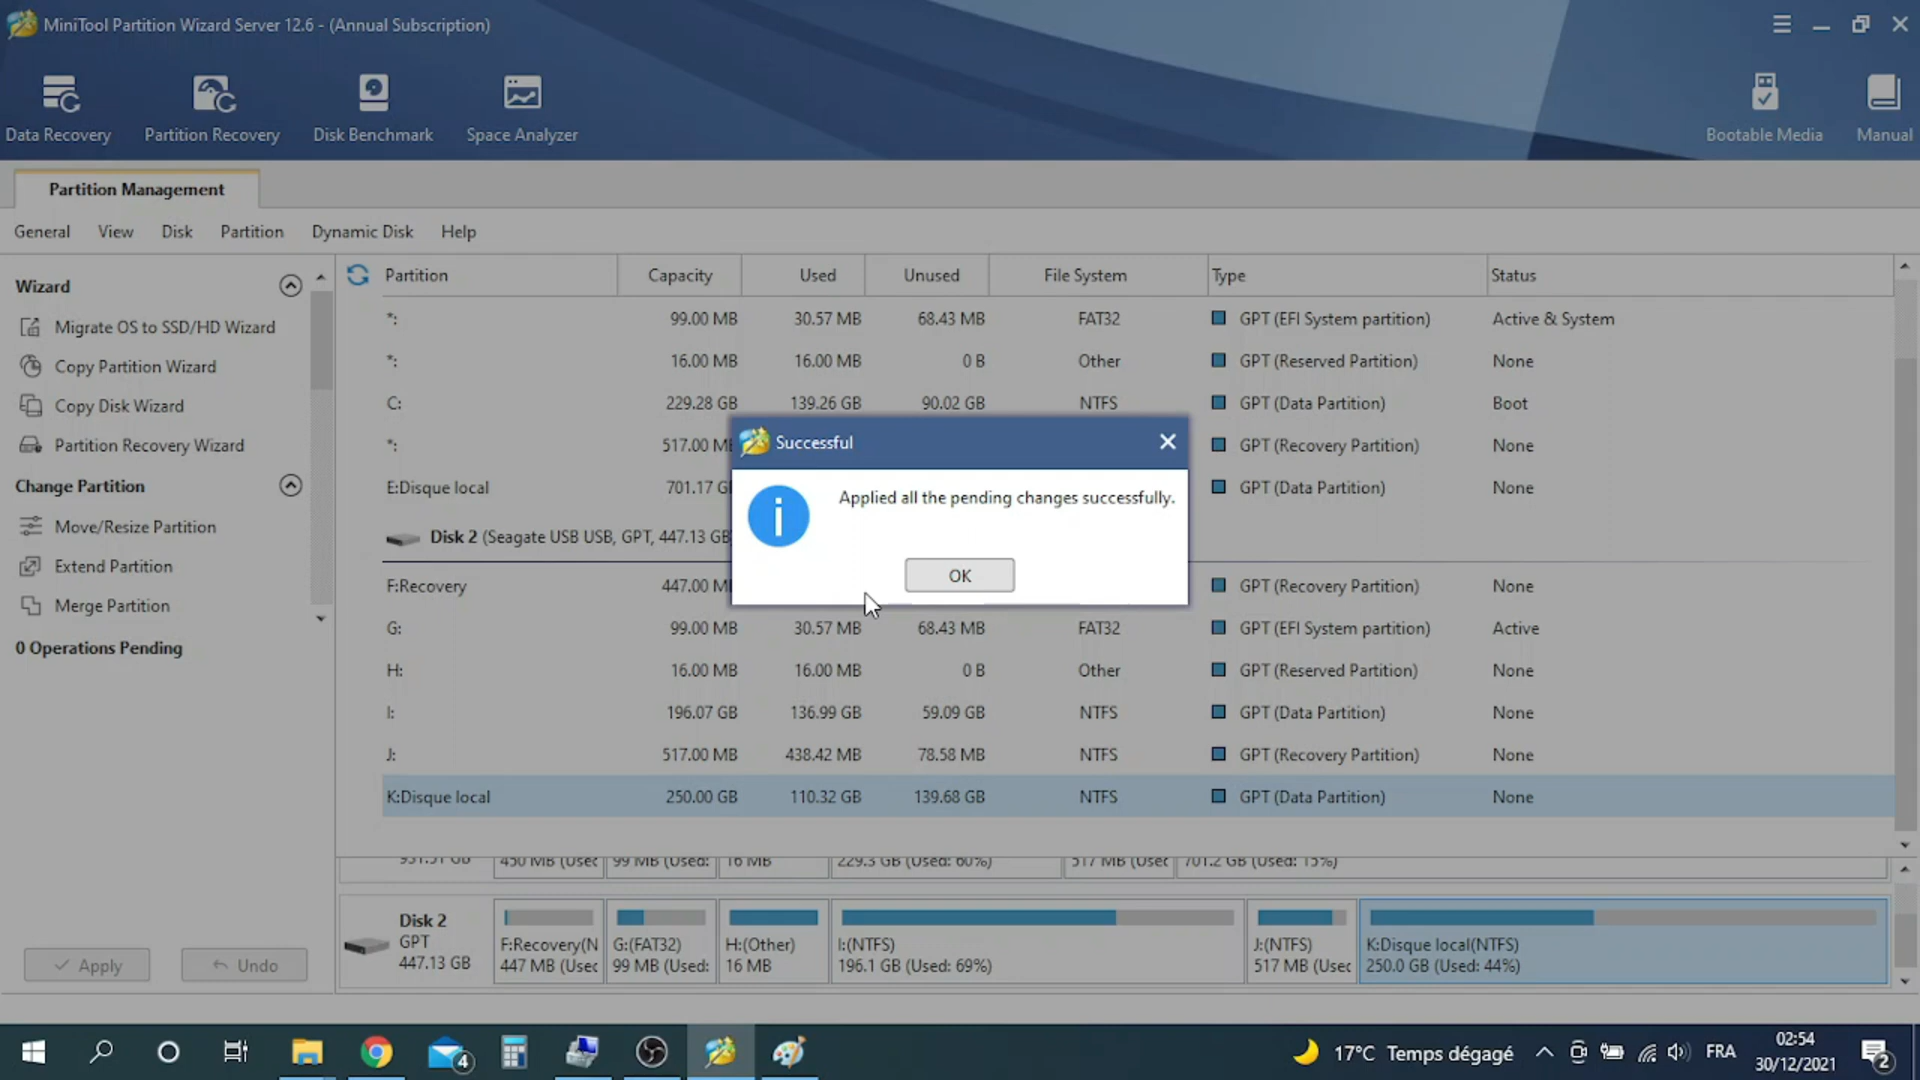 MiniTool Partition Wizard Server 12.6 - (Annual Subscription)
Data Recovery
Partition Recovery
Disk Benchmark
Space Analyzer
Bootable Media
Manual
Partition Management
General View Disk Partition Dynamic Disk Help
Wizard
Migrate OS to SSD/HD Wizard
Copy Partition Wizard
Copy Disk Wizard
Partition Recovery Wizard
Change Partition
Move/Resize Partition
Extend Partition
Merge Partition
0 Operations Pending
Apply Undo
Partition Capacity Used Unused File System Type Status
*: 99.00 MB 30.57 MB 68.43 MB FAT32 GPT (EFI System partition) Active & System
*: 16.00 MB 16.00 MB 0 B Other GPT (Reserved Partition) None
C: 229.28 GB 139.26 GB 90.02 GB NTFS GPT (Data Partition) Boot
*: 517.00 GPT (Recovery Partition) None
E:Disque local 701.17 GPT (Data Partition) None
Disk 2 (Seagate USB USB, GPT, 447.13 GB
F:Recovery 447.00 GPT (Recovery Partition) None
G: 99.00 MB 30.57 MB 68.43 MB FAT32 GPT (EFI System partition) Active
H: 16.00 MB 16.00 MB 0 B Other GPT (Reserved Partition) None
I: 196.07 GB 136.99 GB 59.09 GB NTFS GPT (Data Partition) None
J: 517.00 MB 438.42 MB 78.58 MB NTFS GPT (Recovery Partition) None
K:Disque local 250.00 GB 110.32 GB 139.68 GB NTFS GPT (Data Partition) None
Successful
Applied all the pending changes successfully.
OK
931.51 GB 450 MB (Used 99 MB (Used: 16 MB 229.3 GB (Used: 60%) 517 MB (Used 701.2 GB (Used: 15%)
Disk 2
GPT
447.13 GB
F:Recovery(N
447 MB (Used
G:(FAT32)
99 MB (Used:
H:(Other)
16 MB
I:(NTFS)
196.1 GB (Used: 69%)
J:(NTFS)
517 MB (Used
K:Disque local(NTFS)
250.0 GB (Used: 44%)
4
17°C Temps dégagé
FRA
02:54
30/12/2021
2